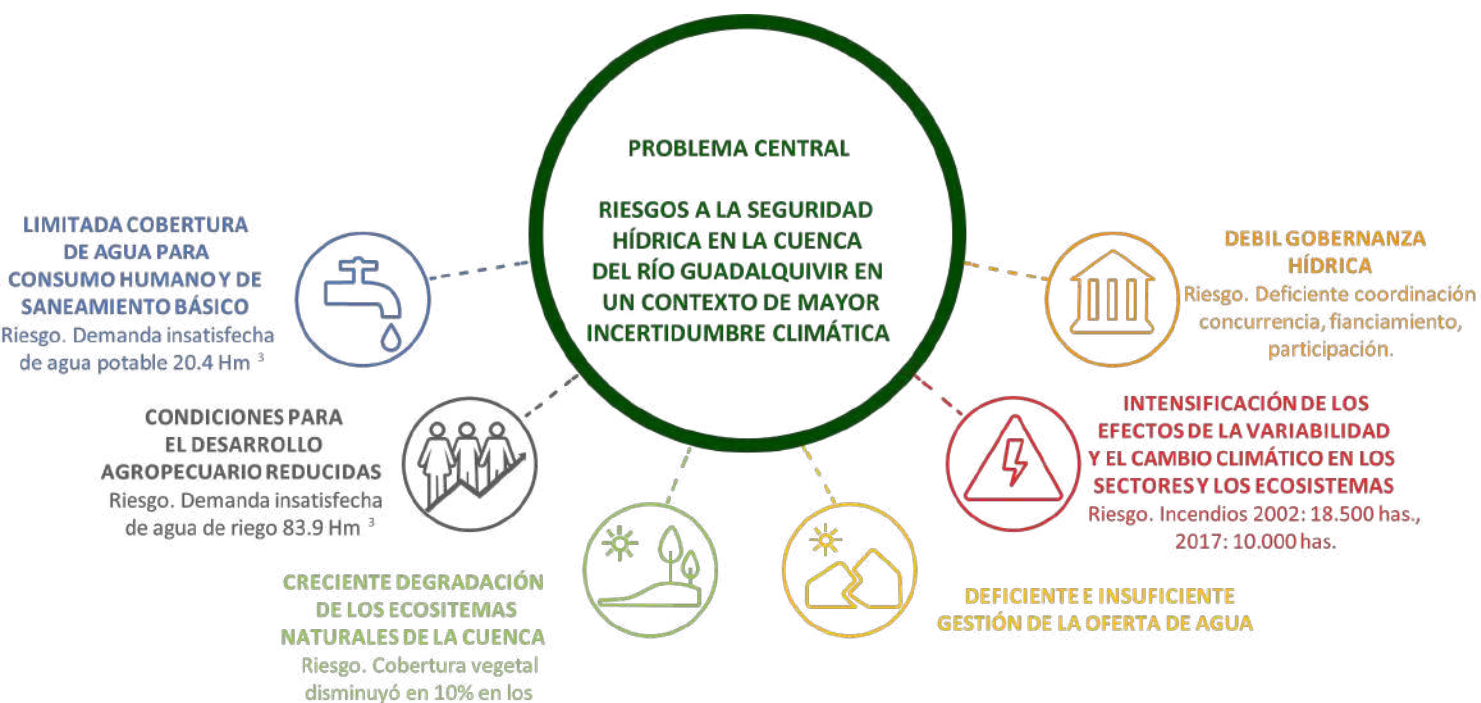 PROBLEMA CENTRAL
RIESGOS A LA SEGURIDAD
HÍDRICA EN LA CUENCA
DEL RÍO GUADALQUIVIR EN
UN CONTEXTO DE MAYOR
INCERTIDUMBRE CLIMÁTICA
LIMITADA COBERTURA
DE AGUA PARA
CONSUMO HUMANO Y DE
SANEAMIENTO BÁSICO
Riesgo. Demanda insatisfecha
de agua potable 20.4 Hm ³
CONDICIONES PARA
EL DESARROLLO
AGROPECUARIO REDUCIDAS
Riesgo. Demanda insatisfecha
de agua de riego 83.9 Hm ³
CRECIENTE DEGRADACIÓN
DE LOS ECOSITEMAS
NATURALES DE LA CUENCA
Riesgo. Cobertura vegetal
disminuyó en 10% en los
DEFICIENTE E INSUFICIENTE
GESTIÓN DE LA OFERTA DE AGUA
INTENSIFICACIÓN DE LOS
EFECTOS DE LA VARIABILIDAD
Y EL CAMBIO CLIMÁTICO EN LOS
SECTORES Y LOS ECOSISTEMAS
Riesgo. Incendios 2002: 18.500 has.,
2017: 10.000 has.
DEBIL GOBERNANZA
HÍDRICA
Riesgo. Deficiente coordinación
concurrencia, fianciamiento,
participación.